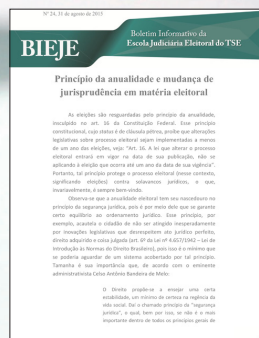 Nº 24, 31 de agosto de 2015
Boletim Informativo da
BIEJE Escola Judiciária Eleitoral do TSE
Princípio da anualidade e mudança de
jurisprudência em matéria eleitoral
As eleições são resguardadas pelo princípio da anualidade,
insculpido no art. 16 da Constituição Federal. Esse princípio
constitucional, cujo status é de cláusula pétrea, proíbe que alterações
legislativas sobre processo eleitoral sejam implementadas a menos
de um ano das eleições, veja: "Art. 16. A lei que alterar o processo
eleitoral entrará em vigor na data de sua publicação, não se
aplicando à eleição que ocorra até um ano da data de sua vigência".
Portanto, tal princípio protege o processo eleitoral (nesse contexto,
significando eleições) contra solavancos jurídicos, o que,
invariavelmente, é sempre bem-vindo.
Observa-se que a anualidade eleitoral tem seu nascedouro no
princípio da segurança jurídica, pois é por meio dele que se garante
certo equilíbrio ao ordenamento jurídico. Esse princípio, por
exemplo, acautela o cidadão de não ser atingido inesperadamente
por inovações legislativas que desrespeitem ato jurídico perfeito,
direito adquirido e coisa julgada (art. 6º da Lei nº 4.657/1942 – Lei de
Introdução às Normas do Direito Brasileiro), pois isso é o mínimo que
se poderia aguardar de um sistema acobertado por tal princípio.
Tamanha é sua importância que, de acordo com o eminente
administrativista Celso Antônio Bandeira de Melo:
O Direito propõe-se a ensejar uma certa
estabilidade, um mínimo de certeza na regência da
vida social. Daí o chamado princípio da "segurança
jurídica", o qual, bem por isso, se não é o mais
importante dentro de todos os princípios gerais de